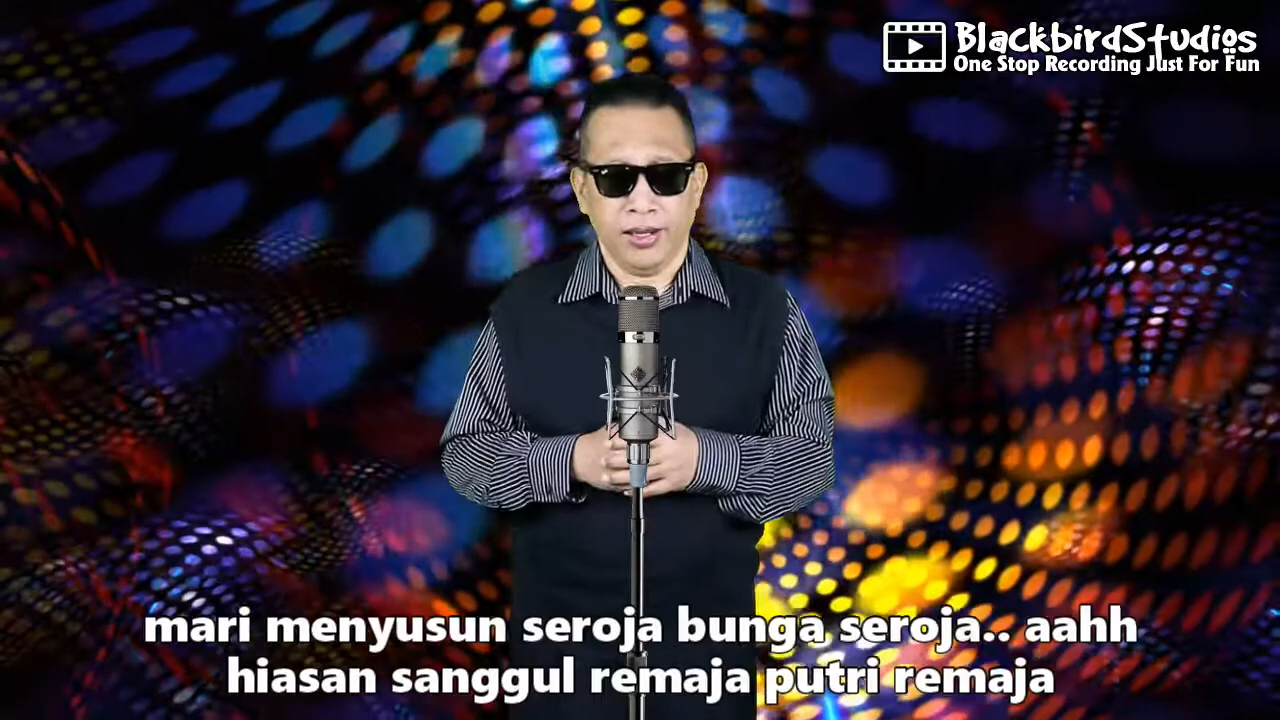 BlackbirdStudios
One Stop Recording Just For Fun
mari menyusun seroja bunga seroja.. aahh
hiasan sanggul remaja putri remaja